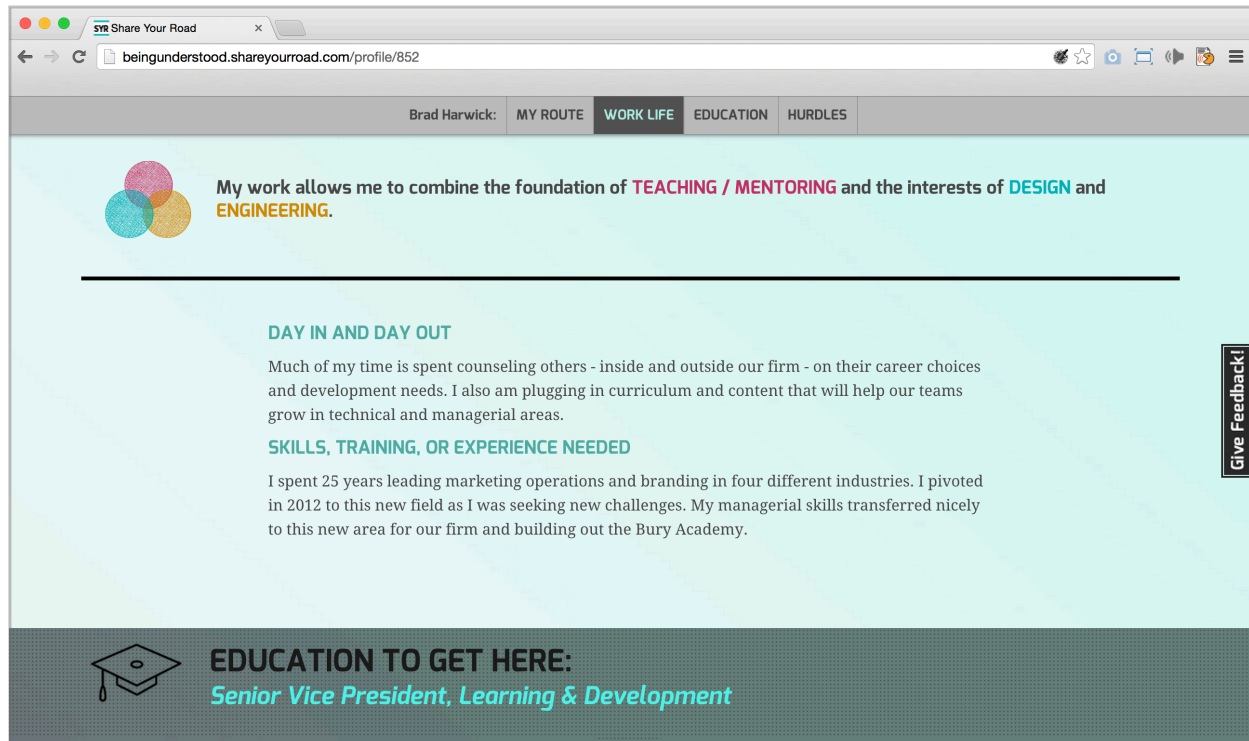 SYR Share Your Road ×
beingunderstood.shareyourroad.com/profile/852
Brad Harwick: MY ROUTE WORK LIFE EDUCATION HURDLES
My work allows me to combine the foundation of TEACHING / MENTORING and the interests of DESIGN and
ENGINEERING.
DAY IN AND DAY OUT
Much of my time is spent counseling others - inside and outside our firm - on their career choices
and development needs. I also am plugging in curriculum and content that will help our teams
grow in technical and managerial areas.
Give Feedback!
SKILLS, TRAINING, OR EXPERIENCE NEEDED
I spent 25 years leading marketing operations and branding in four different industries. I pivoted
in 2012 to this new field as I was seeking new challenges. My managerial skills transferred nicely
to this new area for our firm and building out the Bury Academy.
EDUCATION TO GET HERE:
Senior Vice President, Learning & Development